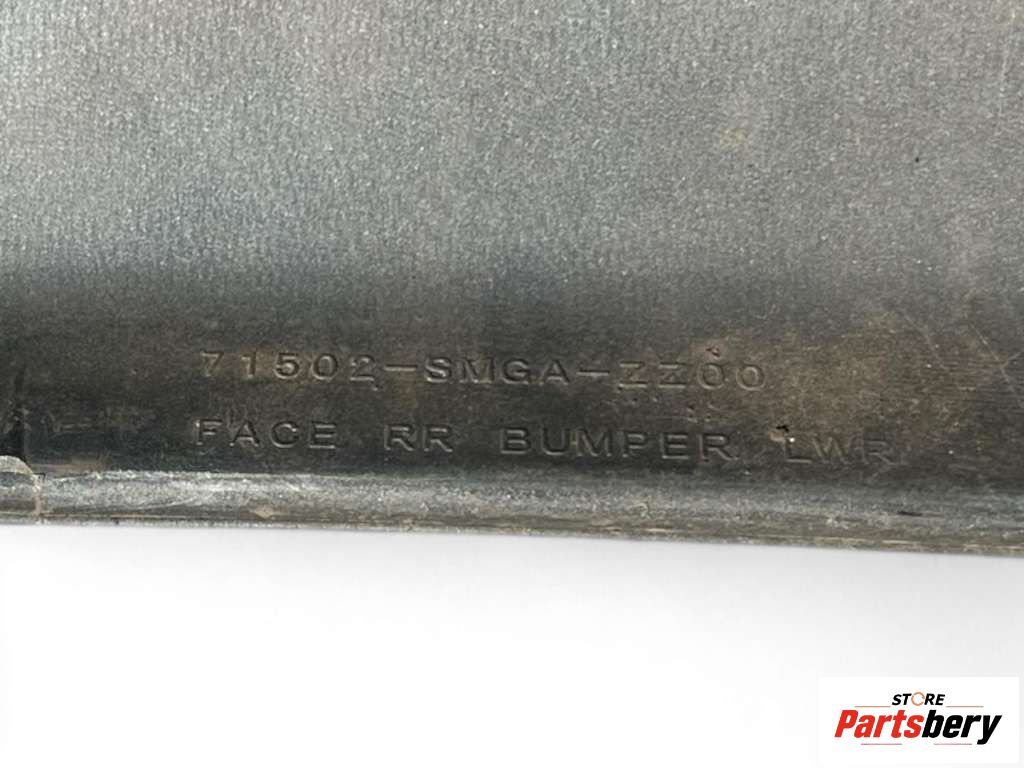 71502-SMGA-ZZ00
FACE RR BUMPER LWR
STORE
Partsbery